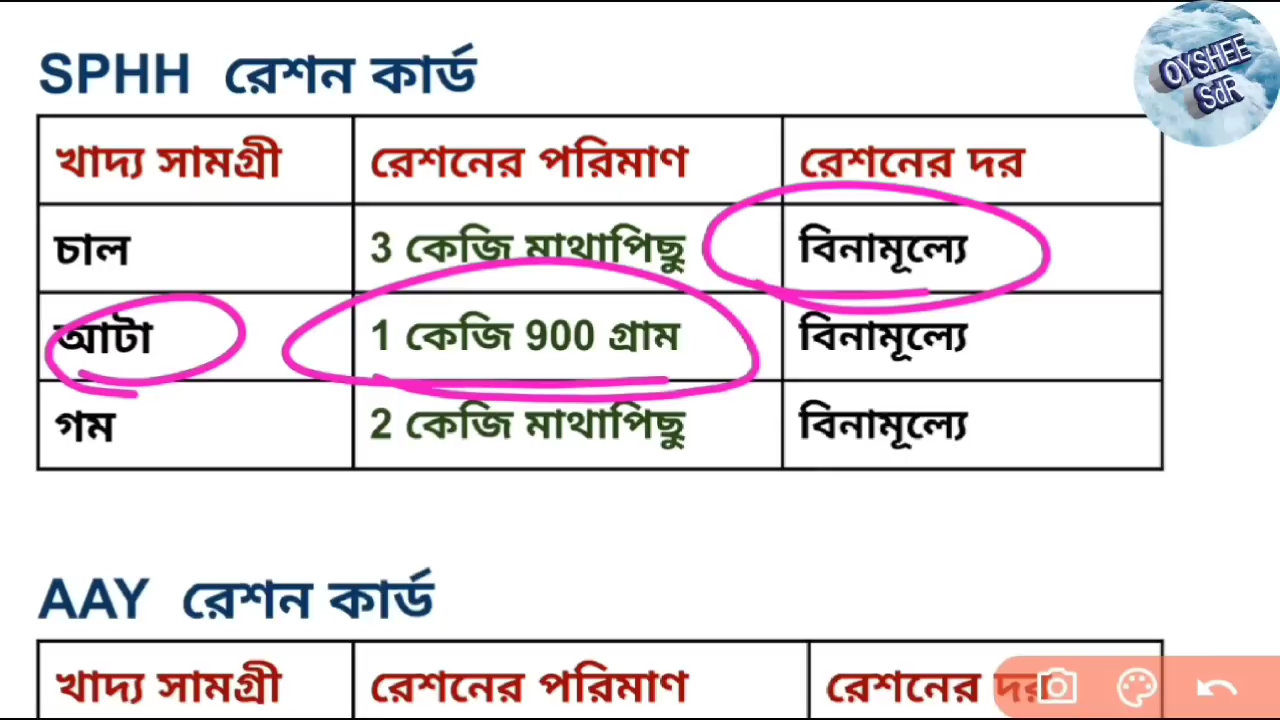 SPHH রেশন কার্ড
OYSHEE
SdR
খাদ্য সামগ্রী রেশনের পরিমাণ রেশনের দর
চাল 3 কেজি মাথাপিছু বিনামূল্যে
আটা 1 কেজি 900 গ্রাম বিনামূল্যে
গম 2 কেজি মাথাপিছু বিনামূল্যে
AAY রেশন কার্ড
খাদ্য সামগ্রী রেশনের পরিমাণ রেশনের দর